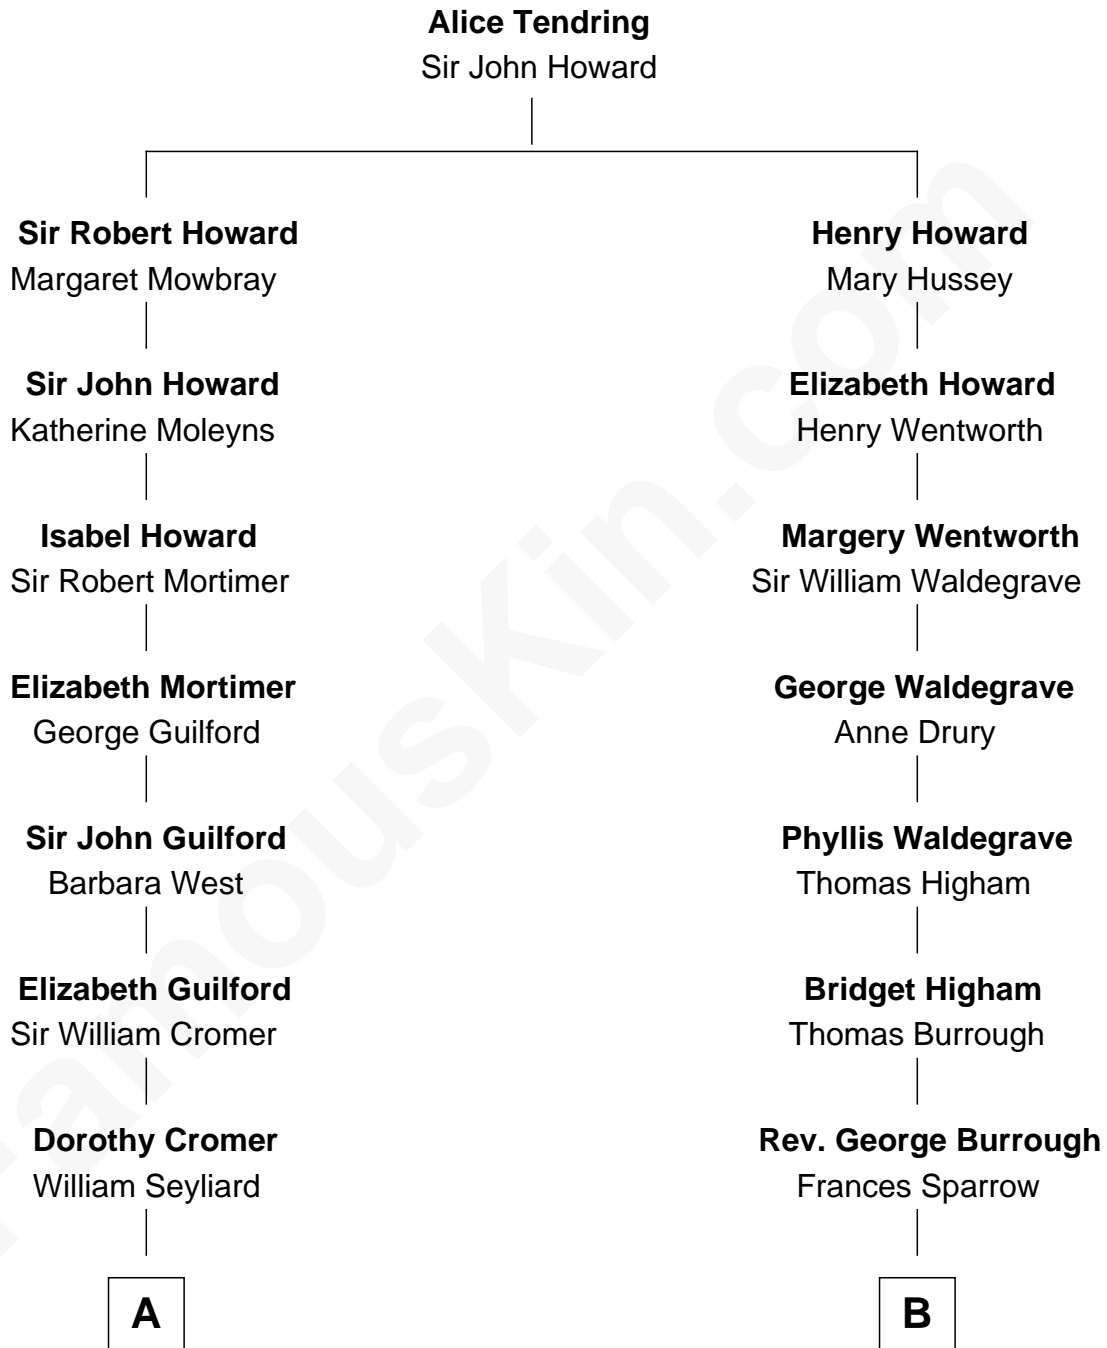 Alice Tendring
Sir John Howard
Sir Robert Howard
Margaret Mowbray
Henry Howard
Mary Hussey
Sir John Howard
Katherine Moleyns
Elizabeth Howard
Henry Wentworth
Isabel Howard
Sir Robert Mortimer
Margery Wentworth
Sir William Waldegrave
Elizabeth Mortimer
George Guilford
George Waldegrave
Anne Drury
Sir John Guilford
Barbara West
Phyllis Waldegrave
Thomas Higham
Elizabeth Guilford
Sir William Cromer
Bridget Higham
Thomas Burrough
Dorothy Cromer
William Seyliard
Rev. George Burrough
Frances Sparrow
A
B
FamousKin.com